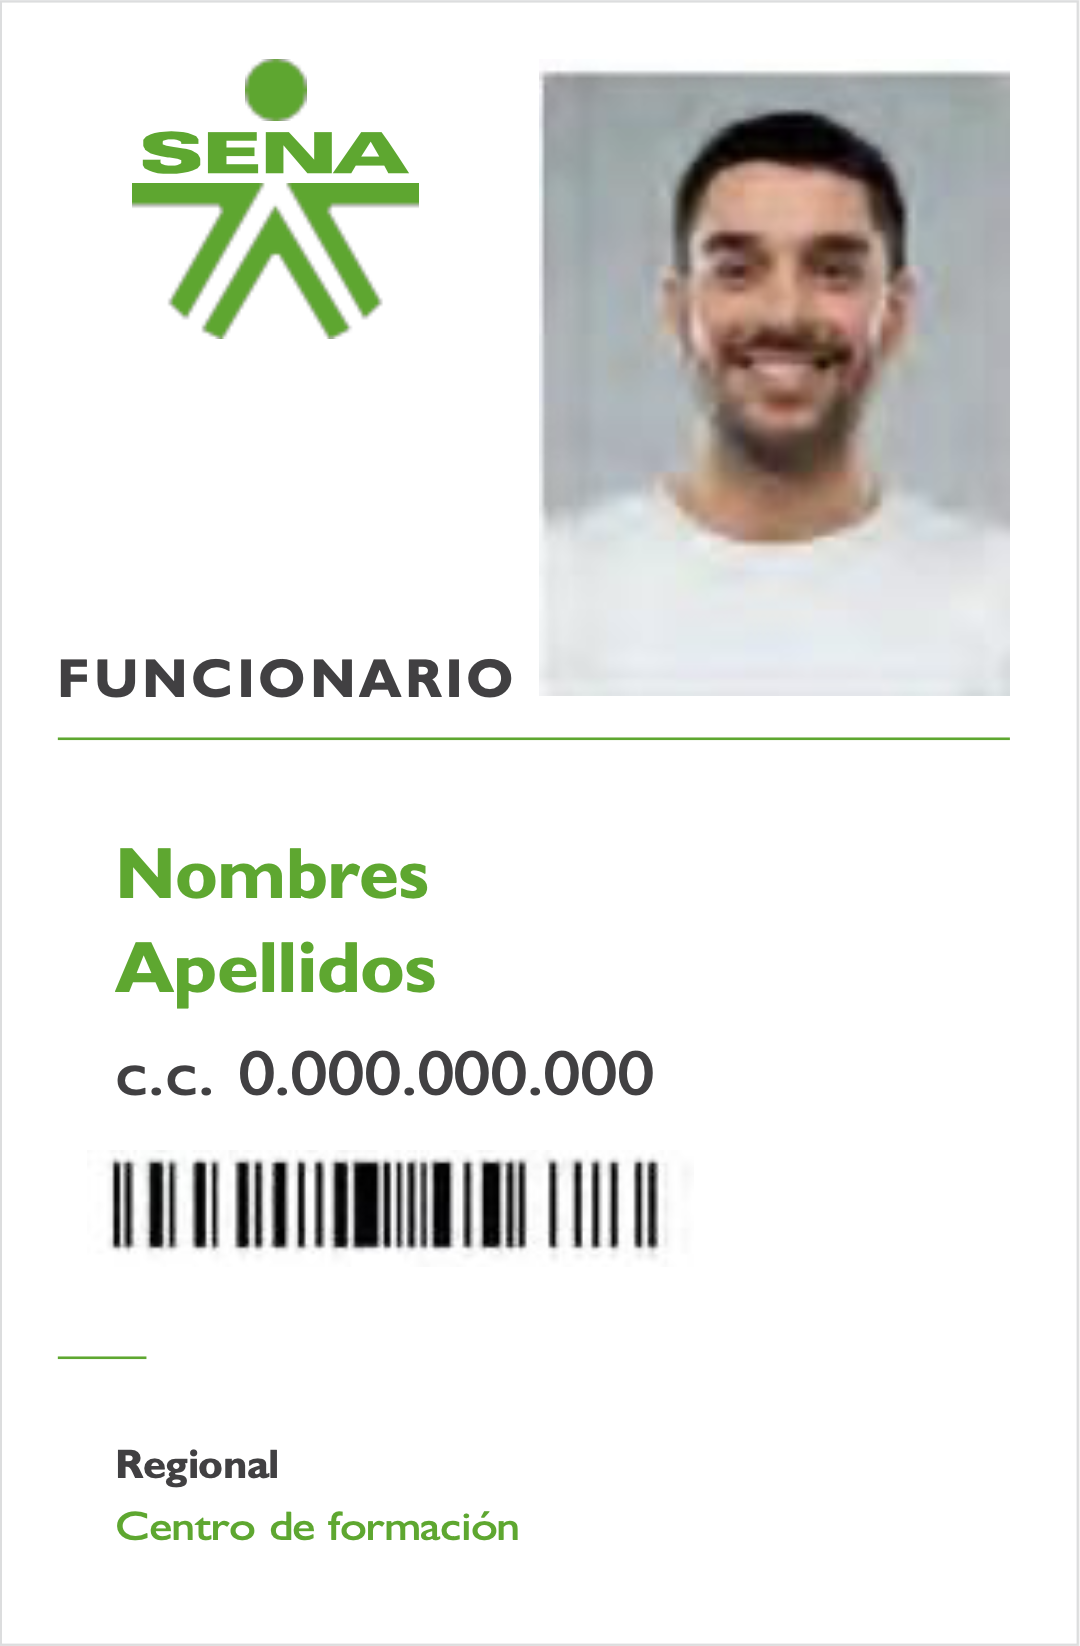 SENA
FUNCIONARIO
Nombres
Apellidos
c.c. 0.000.000.000
Regional
Centro de formación